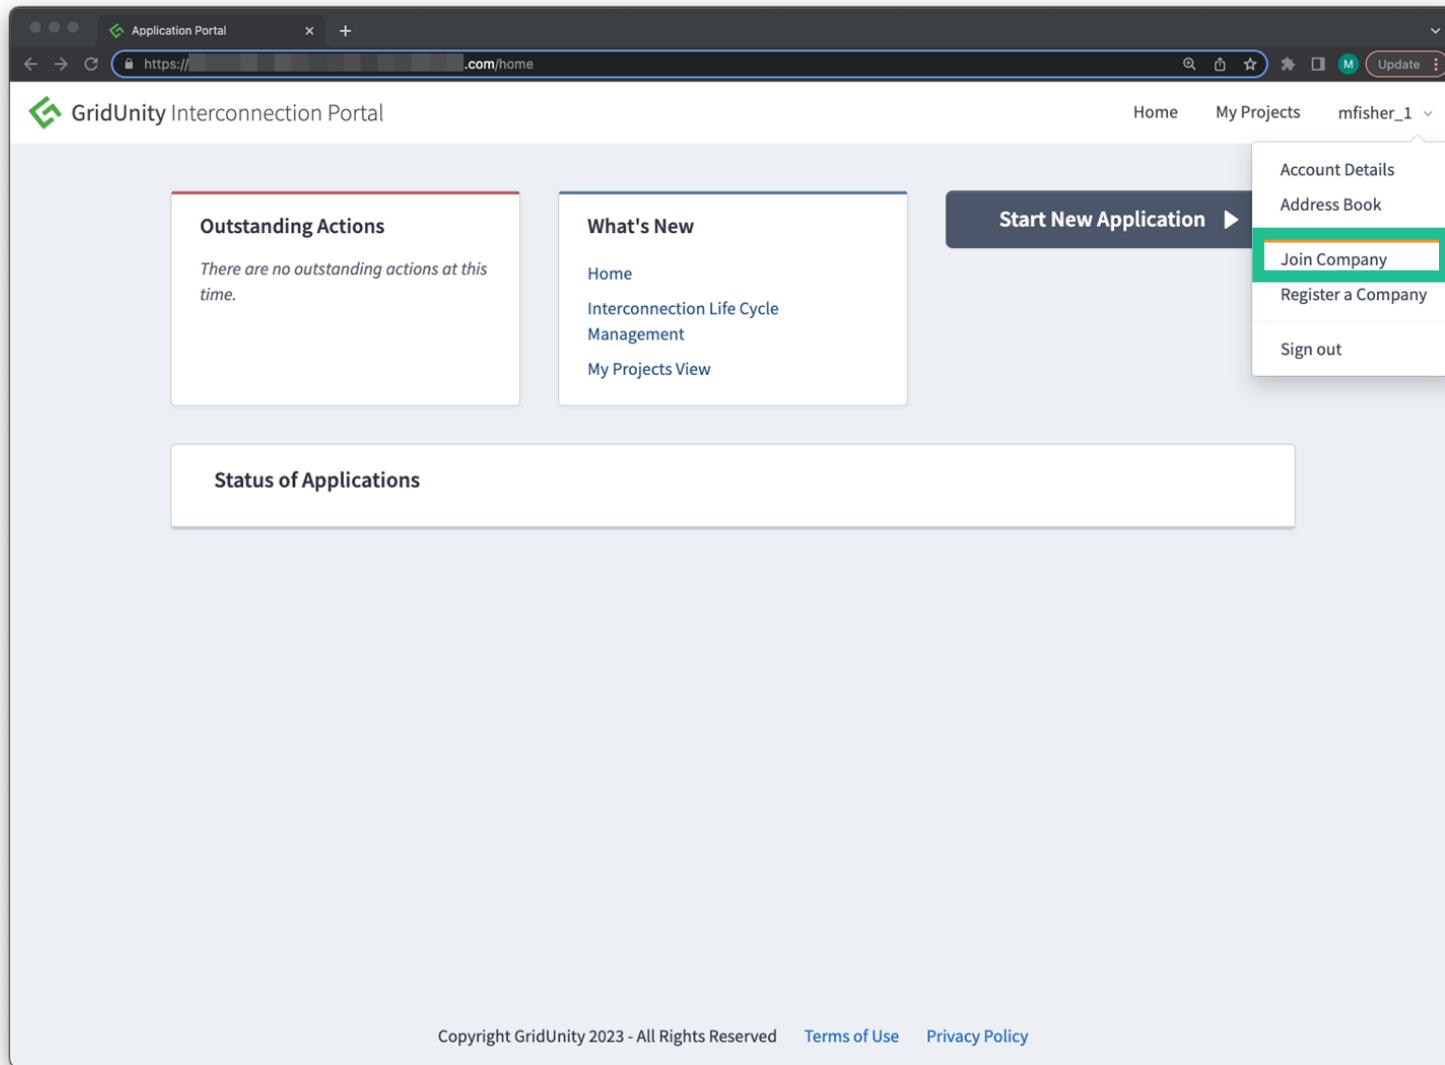 Application Portal
https:// .com/home
M
Update
GridUnity Interconnection Portal
Home
My Projects
mfisher_1
Account Details
Address Book
Join Company
Register a Company
Sign out
Outstanding Actions
There are no outstanding actions at this
time.
What's New
Home
Interconnection Life Cycle
Management
My Projects View
Start New Application
Status of Applications
Copyright GridUnity 2023 - All Rights Reserved
Terms of Use
Privacy Policy